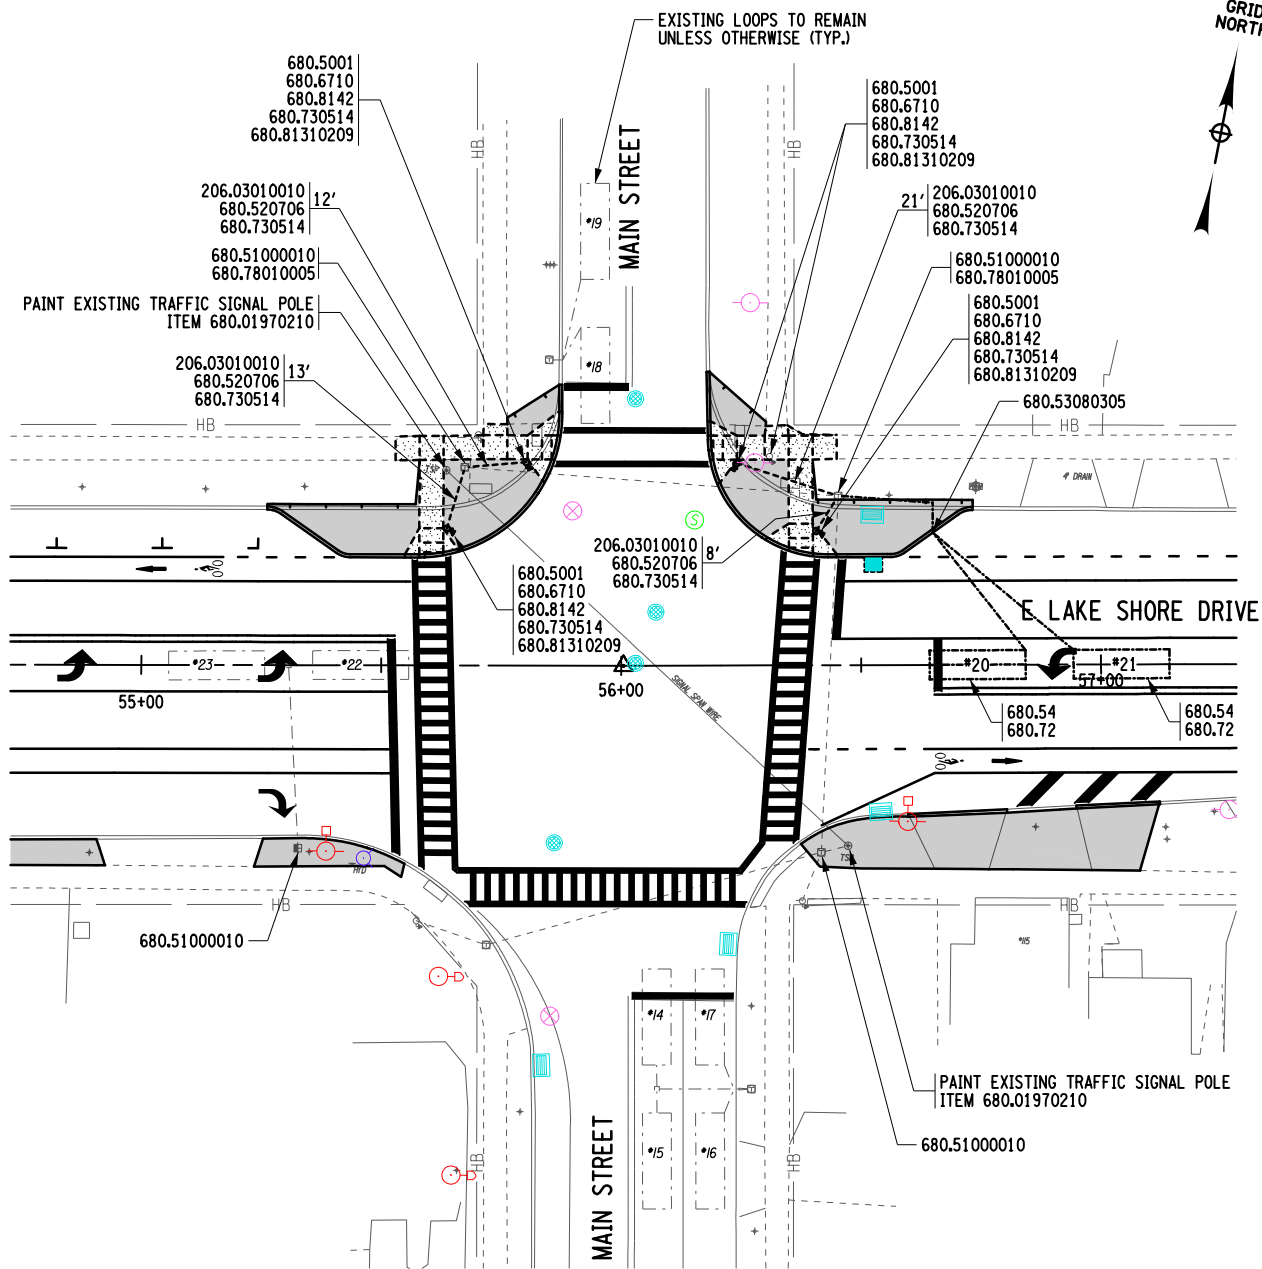 GRID
NORTH
EXISTING LOOPS TO REMAIN
UNLESS OTHERWISE (TYP.)
680.5001
680.6710
680.8142
680.730514
680.81310209
680.5001
680.6710
680.8142
680.730514
680.81310209
HB
HB
MAIN STREET
#19
206.03010010
680.520706
680.730514
12'
21'
206.03010010
680.520706
680.730514
680.51000010
680.78010005
680.51000010
680.78010005
PAINT EXISTING TRAFFIC SIGNAL POLE
ITEM 680.01970210
680.5001
680.6710
680.8142
680.730514
680.81310209
206.03010010
680.520706
680.730514
13'
#18
680.53080305
HB
HB
TSP
4" DRAIN
S
206.03010010
680.520706
680.730514
8'
680.5001
680.6710
680.8142
680.730514
680.81310209
E LAKE SHORE DRIVE
#23
#22
#20
#21
55+00
56+00
57+00
SIGNAL SPAN WIRE
680.54
680.72
680.54
680.72
HYD
TSP
HB
HB
680.51000010
#115
#14
#17
PAINT EXISTING TRAFFIC SIGNAL POLE
ITEM 680.01970210
680.51000010
#15
#16
HB
HB
MAIN STREET